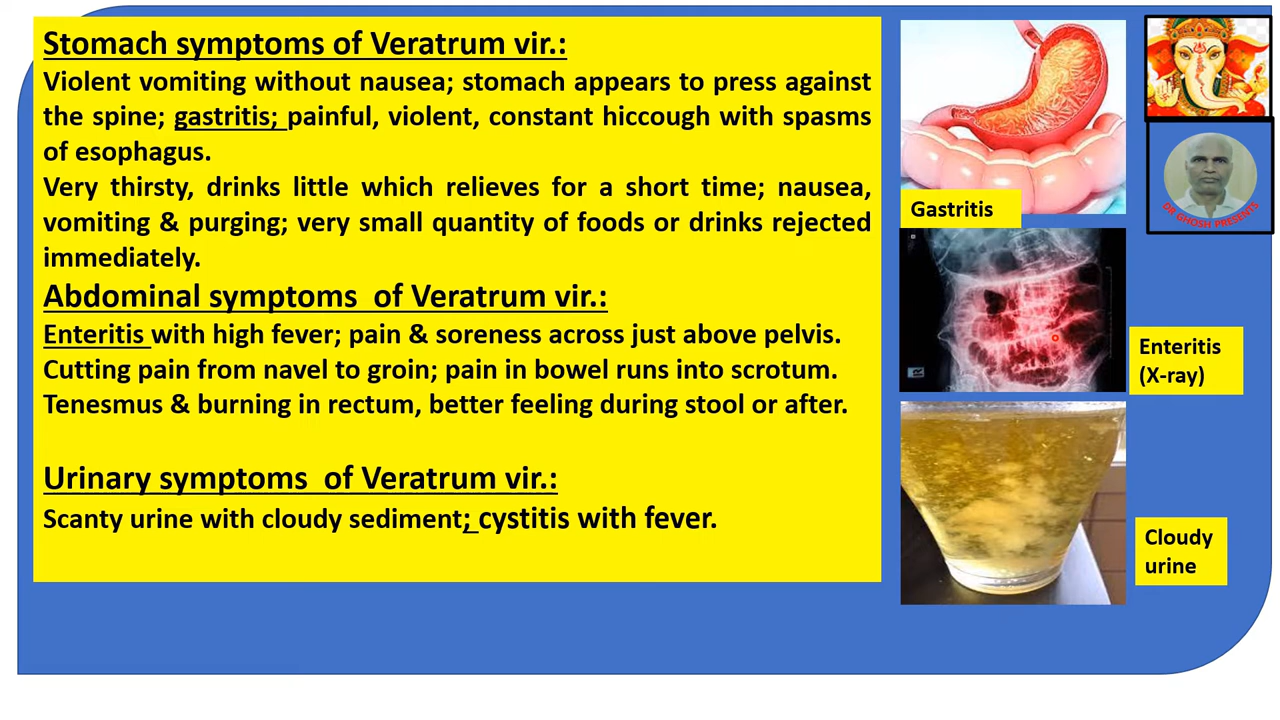 Stomach symptoms of Veratrum vir.:
Violent vomiting without nausea; stomach appears to press against
the spine; gastritis; painful, violent, constant hiccough with spasms
of esophagus.
Very thirsty, drinks little which relieves for a short time; nausea,
vomiting & purging; very small quantity of foods or drinks rejected
immediately.
Abdominal symptoms of Veratrum vir.:
Enteritis with high fever; pain & soreness across just above pelvis.
Cutting pain from navel to groin; pain in bowel runs into scrotum.
Tenesmus & burning in rectum, better feeling during stool or after.
Urinary symptoms of Veratrum vir.:
Scanty urine with cloudy sediment; cystitis with fever.
Gastritis
DR GHOSH PRESENTS
Enteritis
(X-ray)
Cloudy
urine